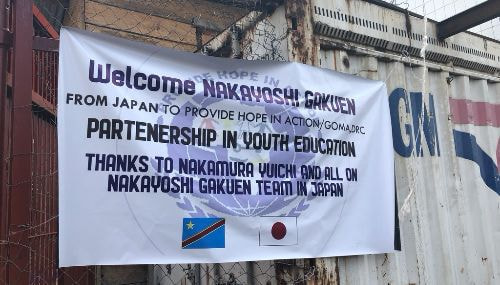 Welcome NAKAYOSHI GAKUEN
FROM JAPAN TO PROVIDE HOPE IN ACTION/GOMA,DRC
PARTENERSHIP IN YOUTH EDUCATION
THANKS TO NAKAMURA YUICHI AND ALL ON
NAKAYOSHI GAKUEN TEAM IN JAPAN
GM